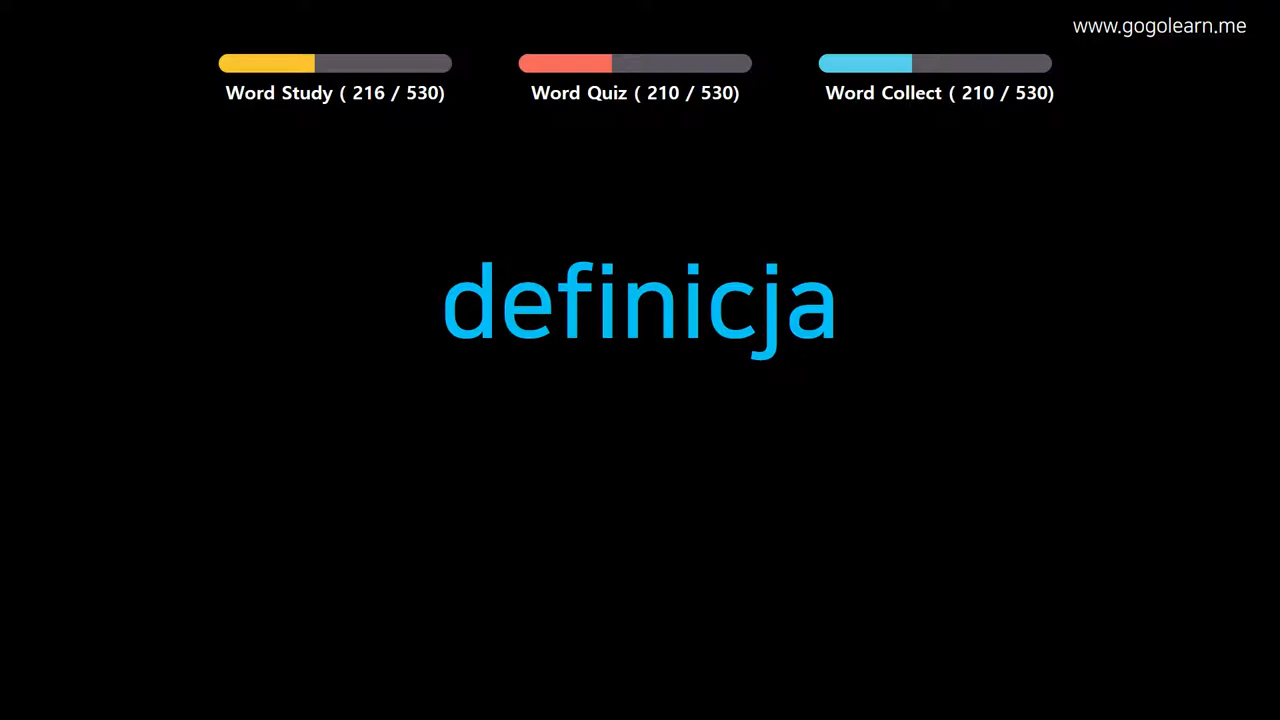 www.gogolearn.me
Word Study ( 216 / 530)
Word Quiz ( 210 / 530)
Word Collect ( 210 / 530)
definicja